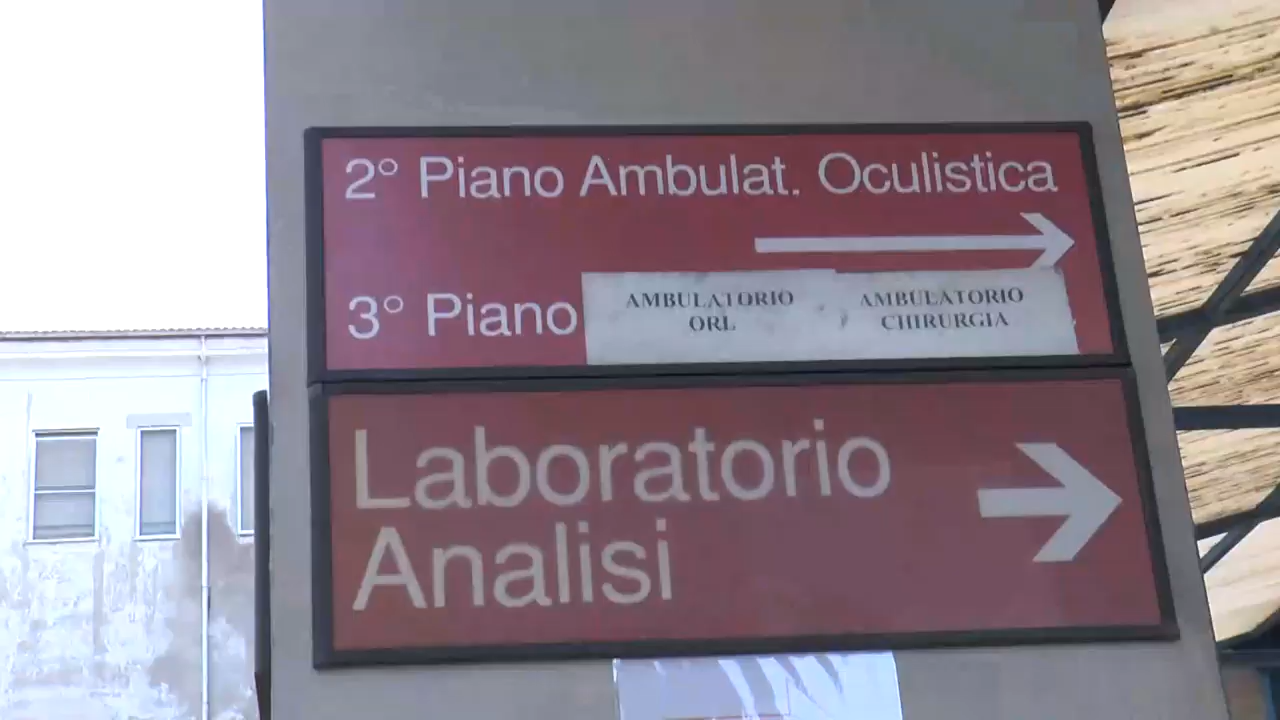 2° Piano Ambulat. Oculistica
3° Piano
AMBULATORIO
ORL
AMBULATORIO
CHIRURGIA
Laboratorio
Analisi